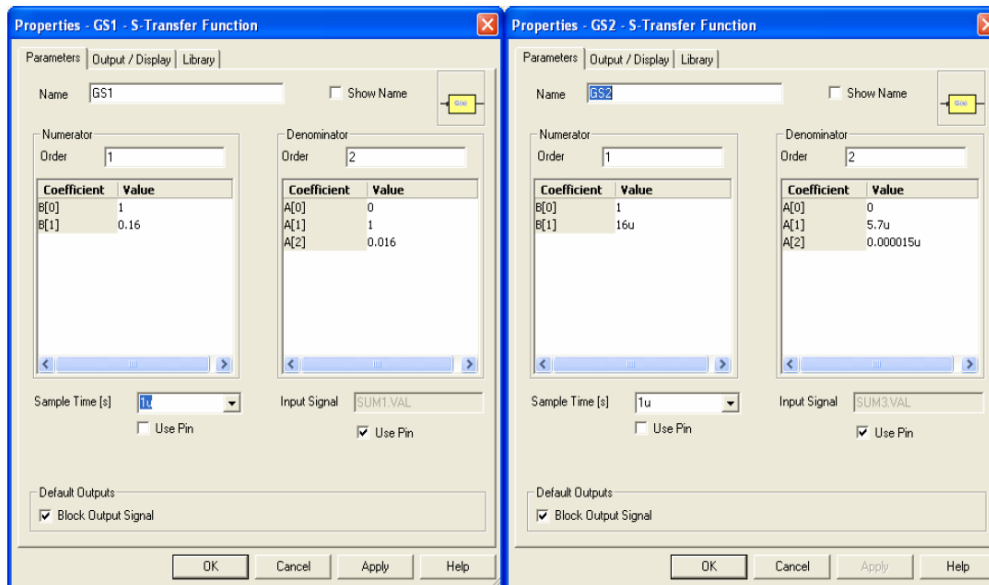 Properties - GS1 - S-Transfer Function
Parameters Output / Display Library
Name GS1 Show Name
G(s)
Numerator Denominator
Order 1 Order 2
Coefficient Value Coefficient Value
B[0] 1 A[0] 0
B[1] 0.16 A[1] 1
A[2] 0.016
Sample Time [s] 1u Input Signal SUM1.VAL
Use Pin Use Pin
Default Outputs
Block Output Signal
OK Cancel Apply Help
Properties - GS2 - S-Transfer Function
Parameters Output / Display Library
Name GS2 Show Name
G(s)
Numerator Denominator
Order 1 Order 2
Coefficient Value Coefficient Value
B[0] 1 A[0] 0
B[1] 16u A[1] 5.7u
A[2] 0.000015u
Sample Time [s] 1u Input Signal SUM3.VAL
Use Pin Use Pin
Default Outputs
Block Output Signal
OK Cancel Apply Help